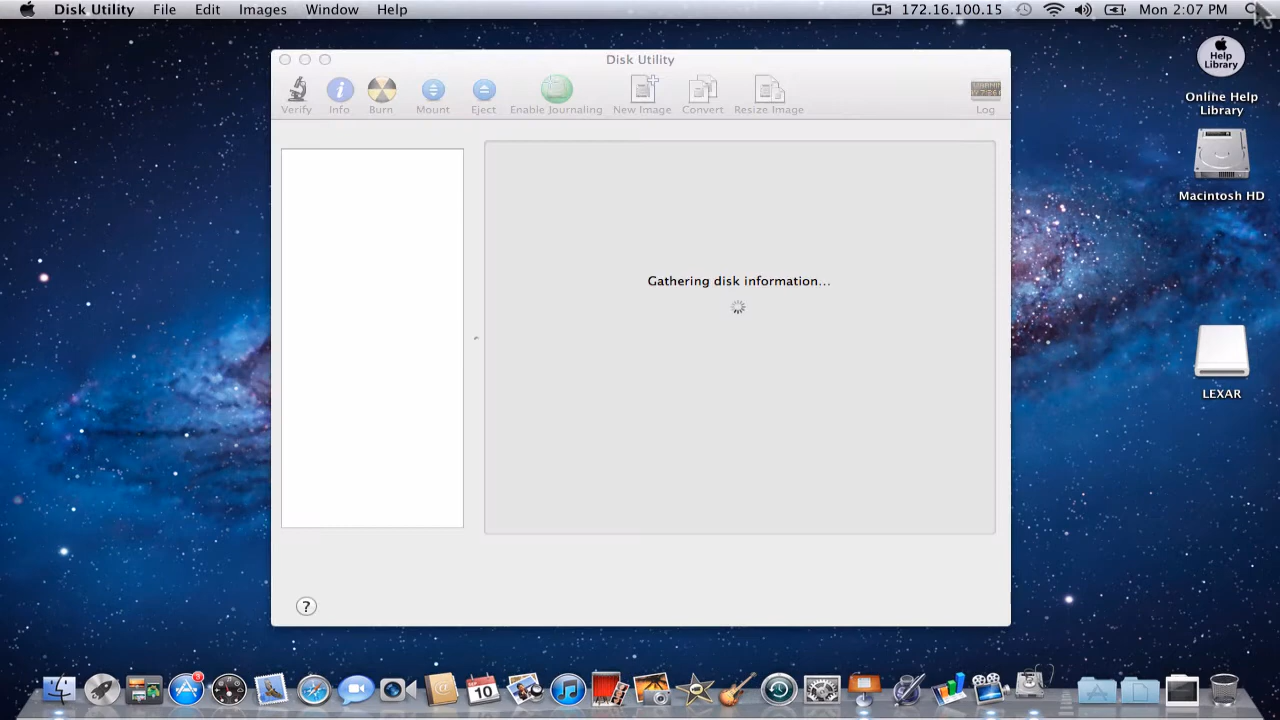 Disk Utility File Edit Images Window Help 172.16.100.15 Mon 2:07 PM
Disk Utility
Verify Info Burn Mount Eject Enable Journaling New Image Convert Resize Image Log
Help
Library
Online Help
Library
Macintosh HD
Gathering disk information...
LEXAR
?
3
10